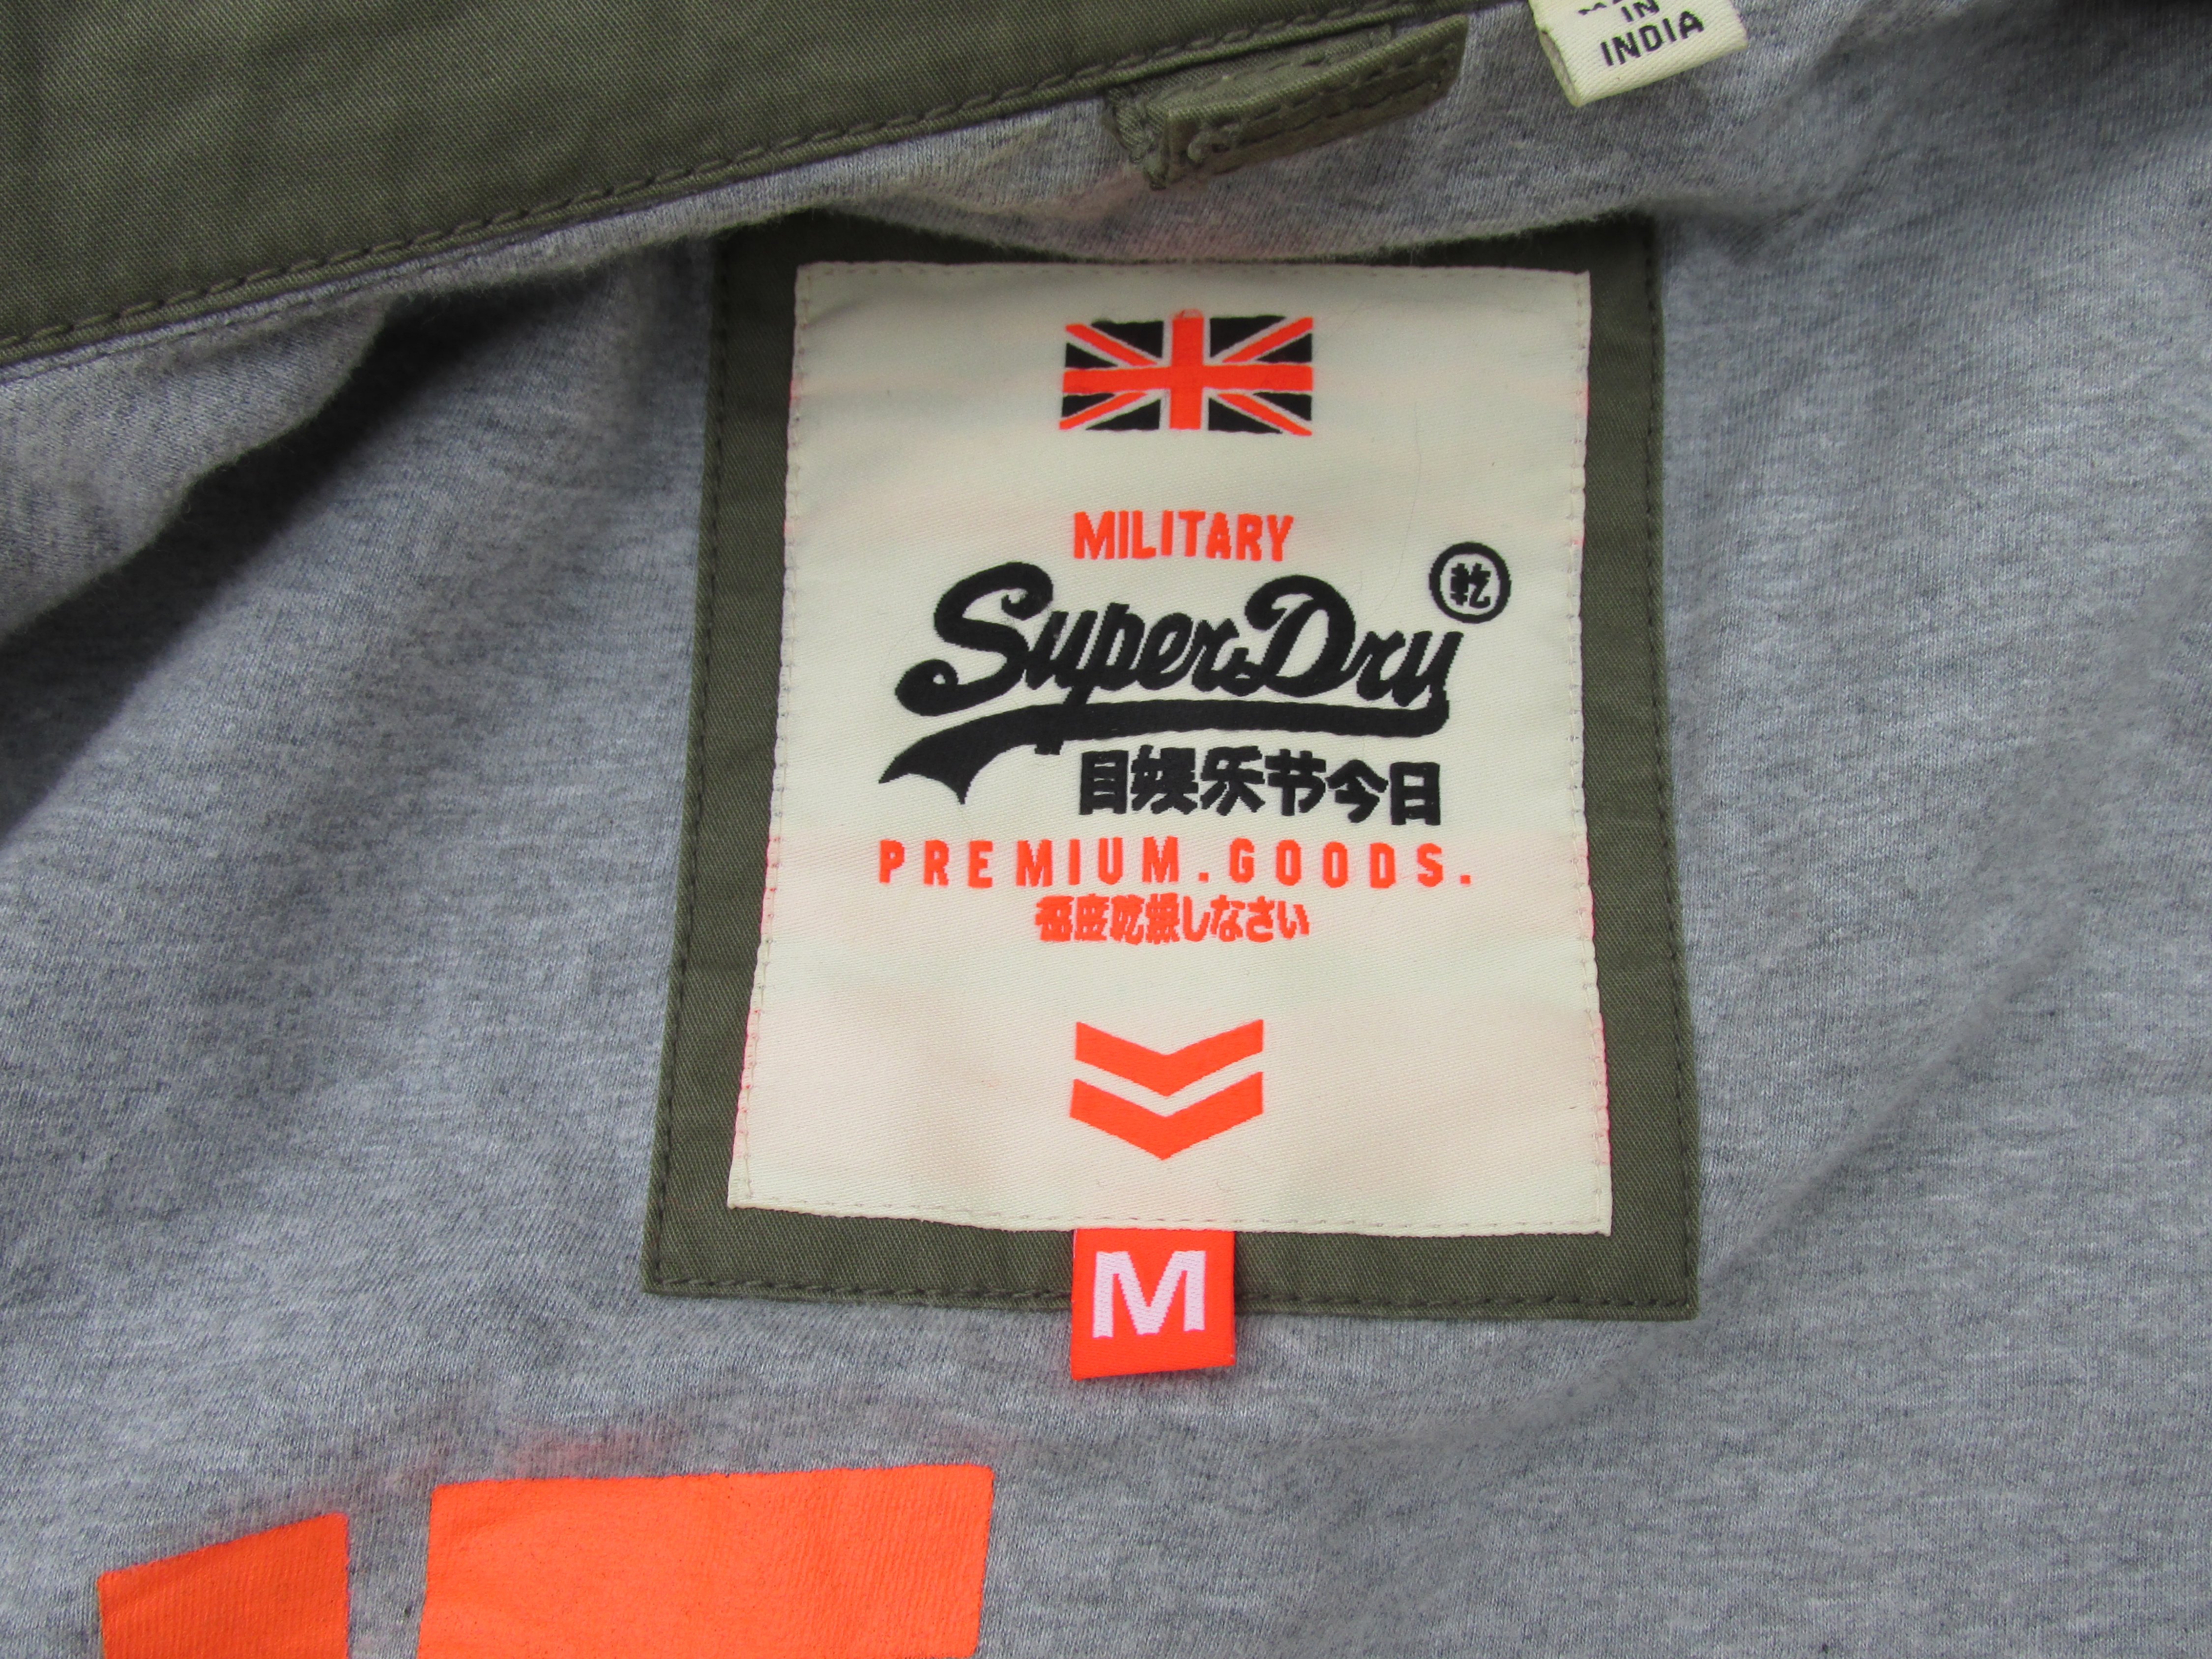 IN
INDIA
MILITARY
SuperDry
乾
目娯乐节今日
PREMIUM.GOODS.
極度乾燥しなさい
M